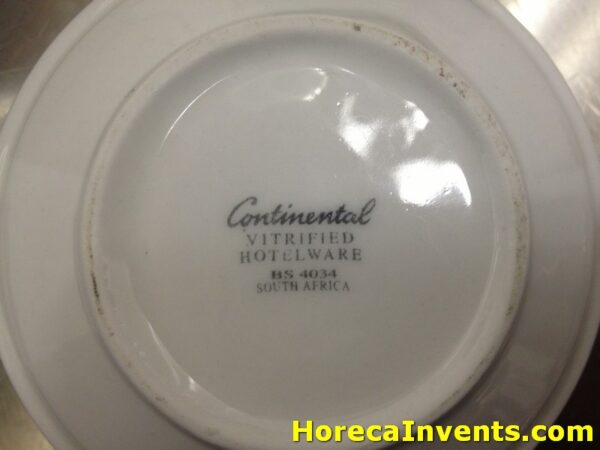 Continental
VITRIFIED
HOTELWARE
BS 4034
SOUTH AFRICA
HorecaInvents.com